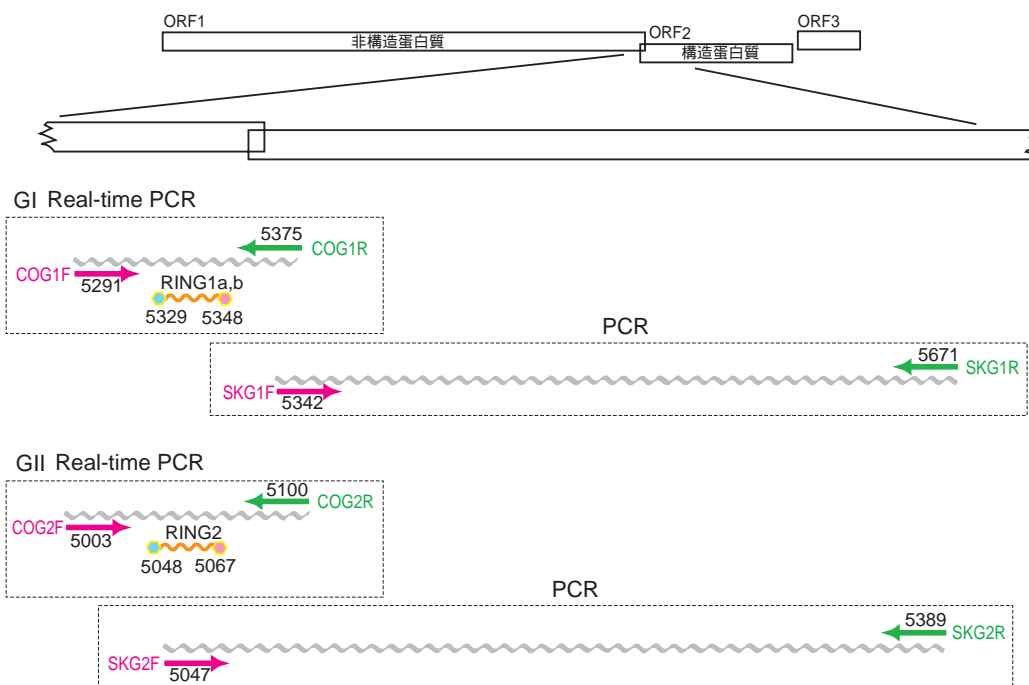 ORF1
非構造蛋白質
ORF2
構造蛋白質
ORF3
GI Real-time PCR
5375
COG1R
COG1F
5291
RING1a,b
5329
5348
PCR
5671
SKG1R
SKG1F
5342
GII Real-time PCR
5100
COG2R
COG2F
5003
RING2
5048
5067
PCR
5389
SKG2R
SKG2F
5047